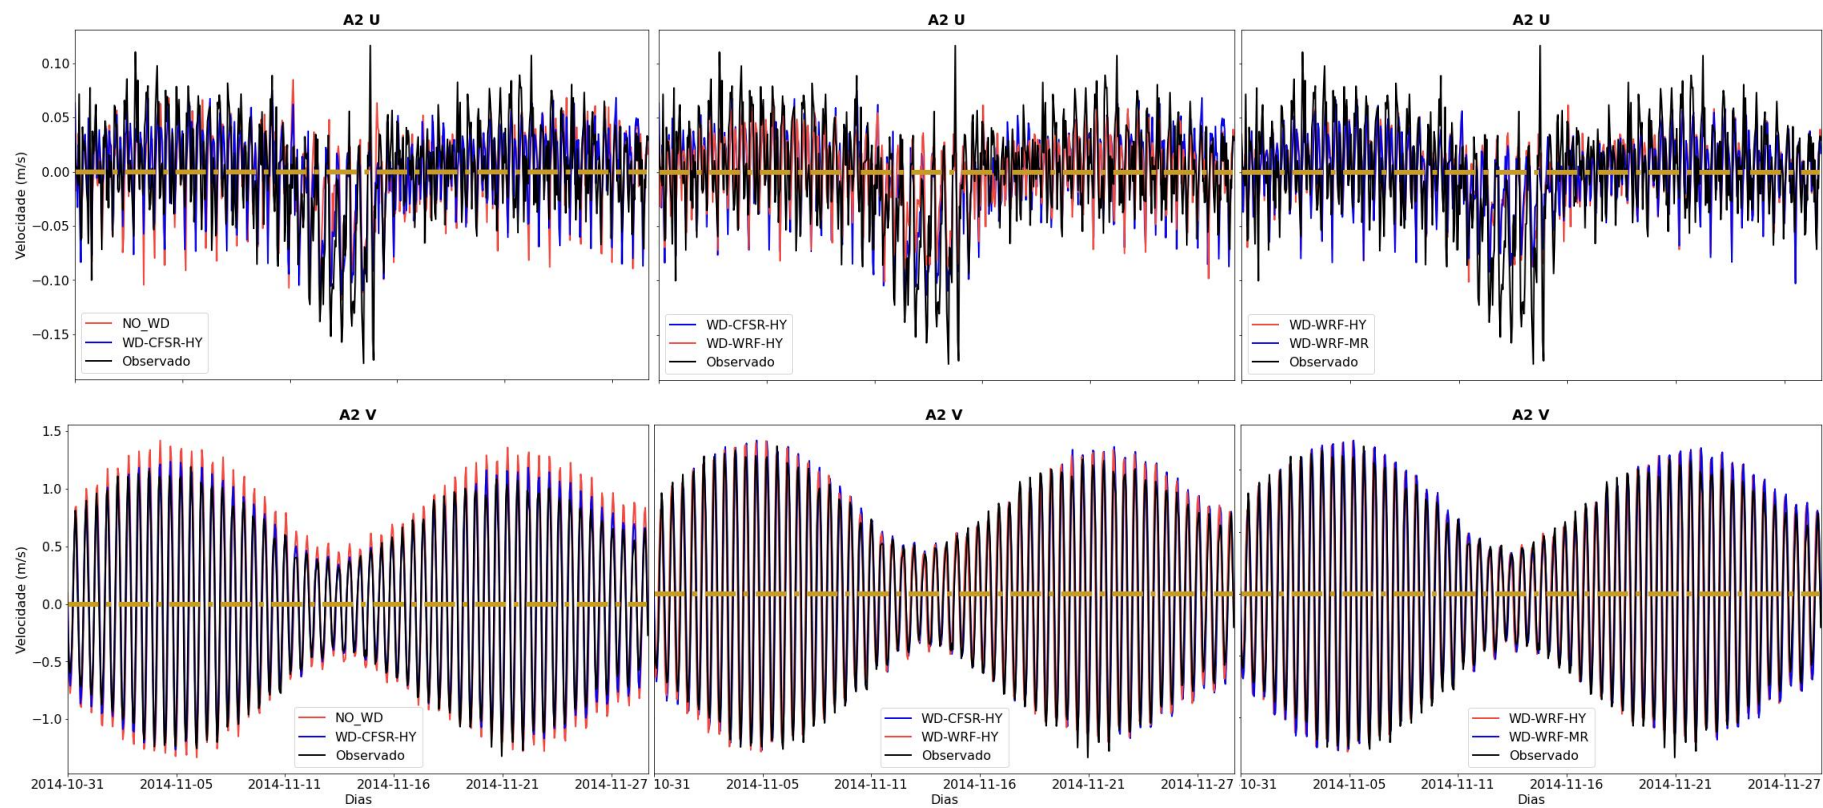 A2 U
A2 U
A2 U
Velocidade (m/s)
0.10
0.05
0.00
−0.05
−0.10
−0.15
NO_WD
WD-CFSR-HY
Observado
WD-CFSR-HY
WD-WRF-HY
Observado
WD-WRF-HY
WD-WRF-MR
Observado
A2 V
A2 V
A2 V
Velocidade (m/s)
1.5
1.0
0.5
0.0
−0.5
−1.0
NO_WD
WD-CFSR-HY
Observado
WD-CFSR-HY
WD-WRF-HY
Observado
WD-WRF-HY
WD-WRF-MR
Observado
2014-10-31 2014-11-05 2014-11-11 2014-11-16 2014-11-21 2014-11-27
10-31 2014-11-05 2014-11-11 2014-11-16 2014-11-21 2014-11-27
10-31 2014-11-05 2014-11-11 2014-11-16 2014-11-21 2014-11-27
Dias
Dias
Dias